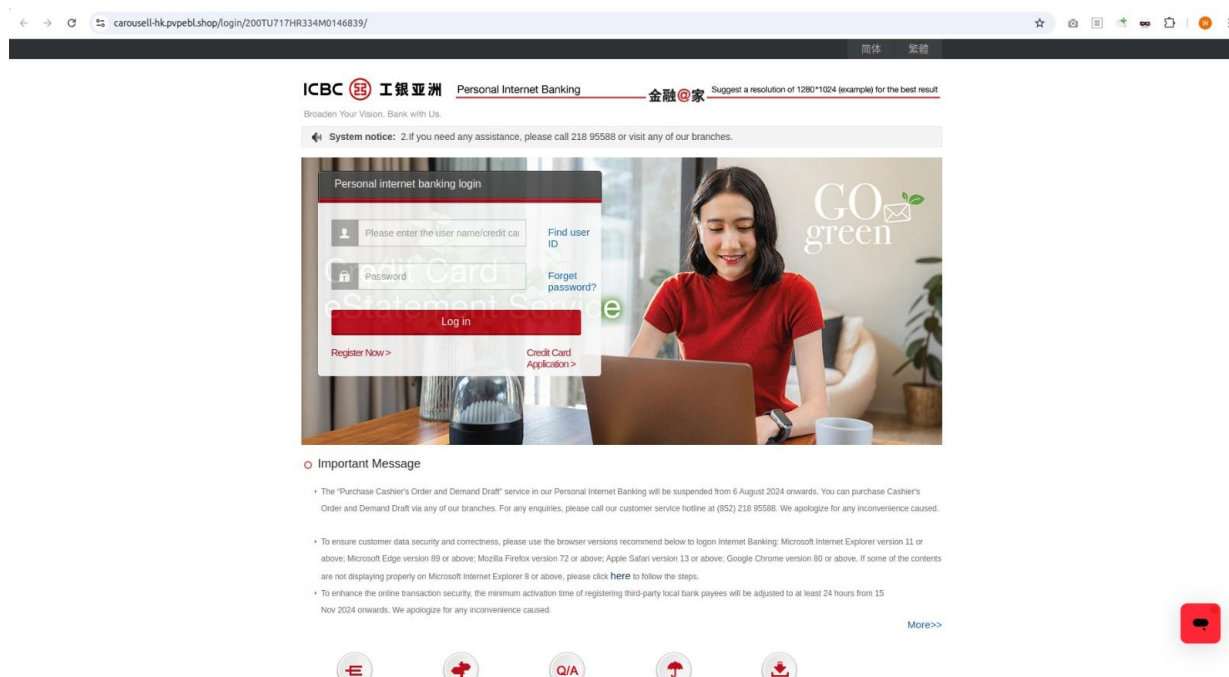 carousell-hk.pvpebl.shop/login/200TU717HR334M0146839/
W
简体 繁體
ICBC 工银亚洲 Personal Internet Banking 金融@家 Suggest a resolution of 1280*1024 (example) for the best result
Broaden Your Vision. Bank with Us.
System notice: 2.If you need any assistance, please call 218 95588 or visit any of our branches.
Personal internet banking login
GO
green
Please enter the user name/credit car
Find user
ID
Credit Card
Password
Forget
password?
eStatement Service
Log in
Register Now >
Credit Card
Application >
Important Message
The "Purchase Cashier's Order and Demand Draft" service in our Personal Internet Banking will be suspended from 6 August 2024 onwards. You can purchase Cashier's
Order and Demand Draft via any of our branches. For any enquiries, please call our customer service hotline at (852) 218 95588. We apologize for any inconvenience caused.
To ensure customer data security and correctness, please use the browser versions recommend below to logon Internet Banking: Microsoft Internet Explorer version 11 or
above; Microsoft Edge version 89 or above; Mozilla Firefox version 72 or above; Apple Safari version 13 or above; Google Chrome version 80 or above. If some of the contents
are not displaying properly on Microsoft Internet Explorer 8 or above, please click here to follow the steps.
To enhance the online transaction security, the minimum activation time of registering third-party local bank payees will be adjusted to at least 24 hours from 15
Nov 2024 onwards. We apologize for any inconvenience caused.
More>>
Q/A